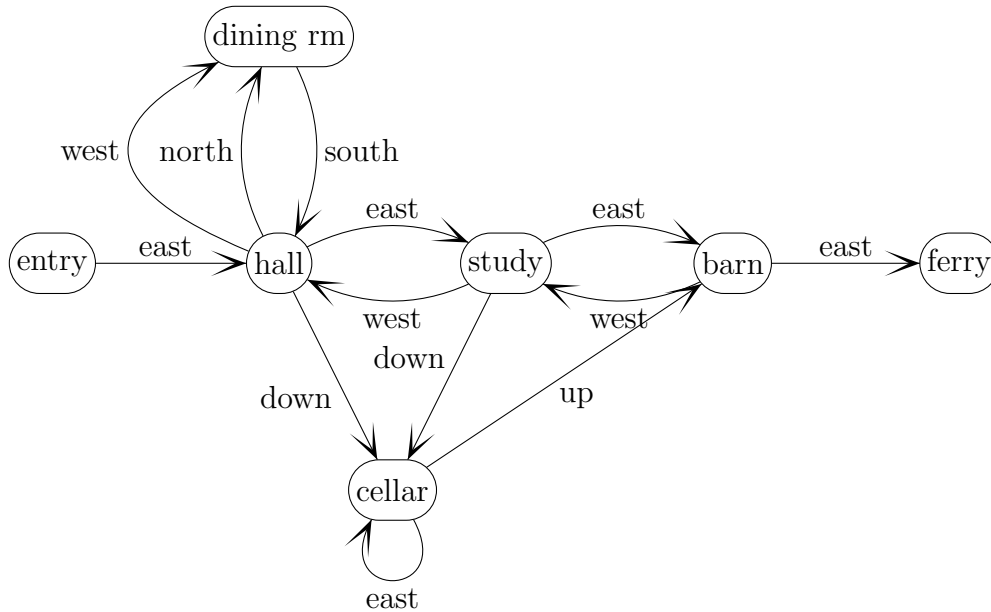 dining rm
west
north
south
east
east
entry
east
hall
study
barn
east
ferry
west
west
down
down
up
cellar
east